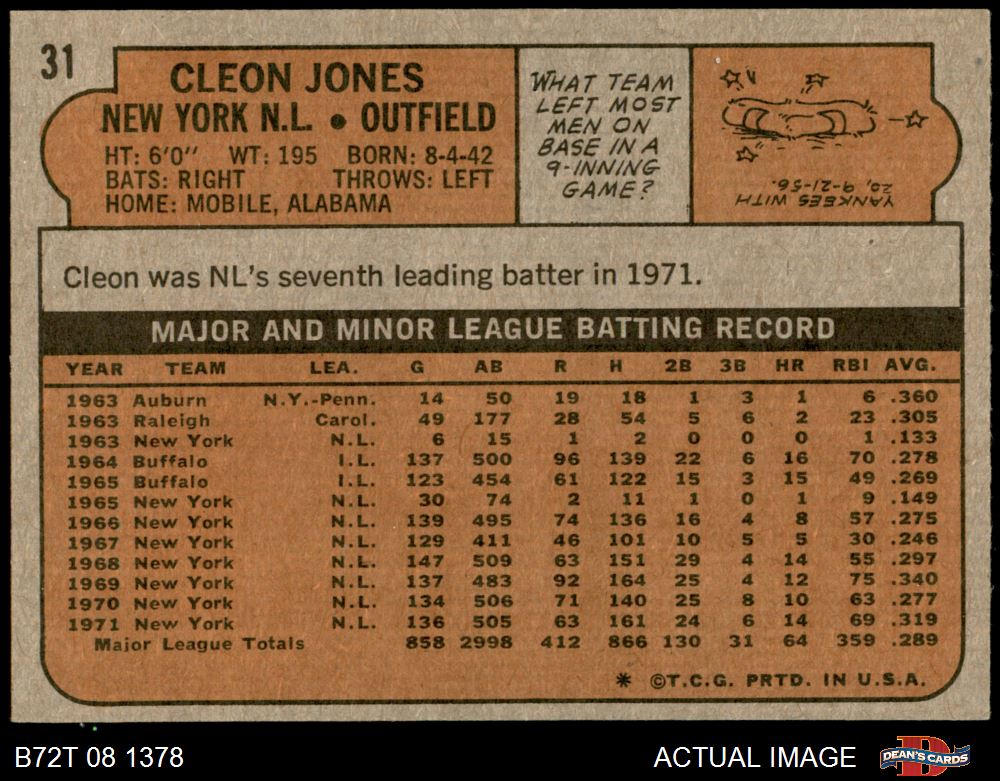 31
CLEON JONES
NEW YORK N.L. • OUTFIELD
HT: 6'0" WT: 195 BORN: 8-4-42
BATS: RIGHT THROWS: LEFT
HOME: MOBILE, ALABAMA
WHAT TEAM
LEFT MOST
MEN ON
BASE IN A
9-INNING
GAME?
YANKEES WITH
20, 9-21-56.
Cleon was NL's seventh leading batter in 1971.
MAJOR AND MINOR LEAGUE BATTING RECORD
YEAR TEAM LEA. G AB R H 2B 3B HR RBI AVG.
1963 Auburn N.Y.-Penn. 14 50 19 18 1 3 1 6 .360
1963 Raleigh Carol. 49 177 28 54 5 6 2 23 .305
1963 New York N.L. 6 15 1 2 0 0 0 1 .133
1964 Buffalo I.L. 137 500 96 139 22 6 16 70 .278
1965 Buffalo I.L. 123 454 61 122 15 3 15 49 .269
1965 New York N.L. 30 74 2 11 1 0 1 9 .149
1966 New York N.L. 139 495 74 136 16 4 8 57 .275
1967 New York N.L. 129 411 46 101 10 5 5 30 .246
1968 New York N.L. 147 509 63 151 29 4 14 55 .297
1969 New York N.L. 137 483 92 164 25 4 12 75 .340
1970 New York N.L. 134 506 71 140 25 8 10 63 .277
1971 New York N.L. 136 505 63 161 24 6 14 69 .319
Major League Totals 858 2998 412 866 130 31 64 359 .289
* ©T.C.G. PRTD. IN U.S.A.
B72T 08 1378
ACTUAL IMAGE
DEAN'S CARDS